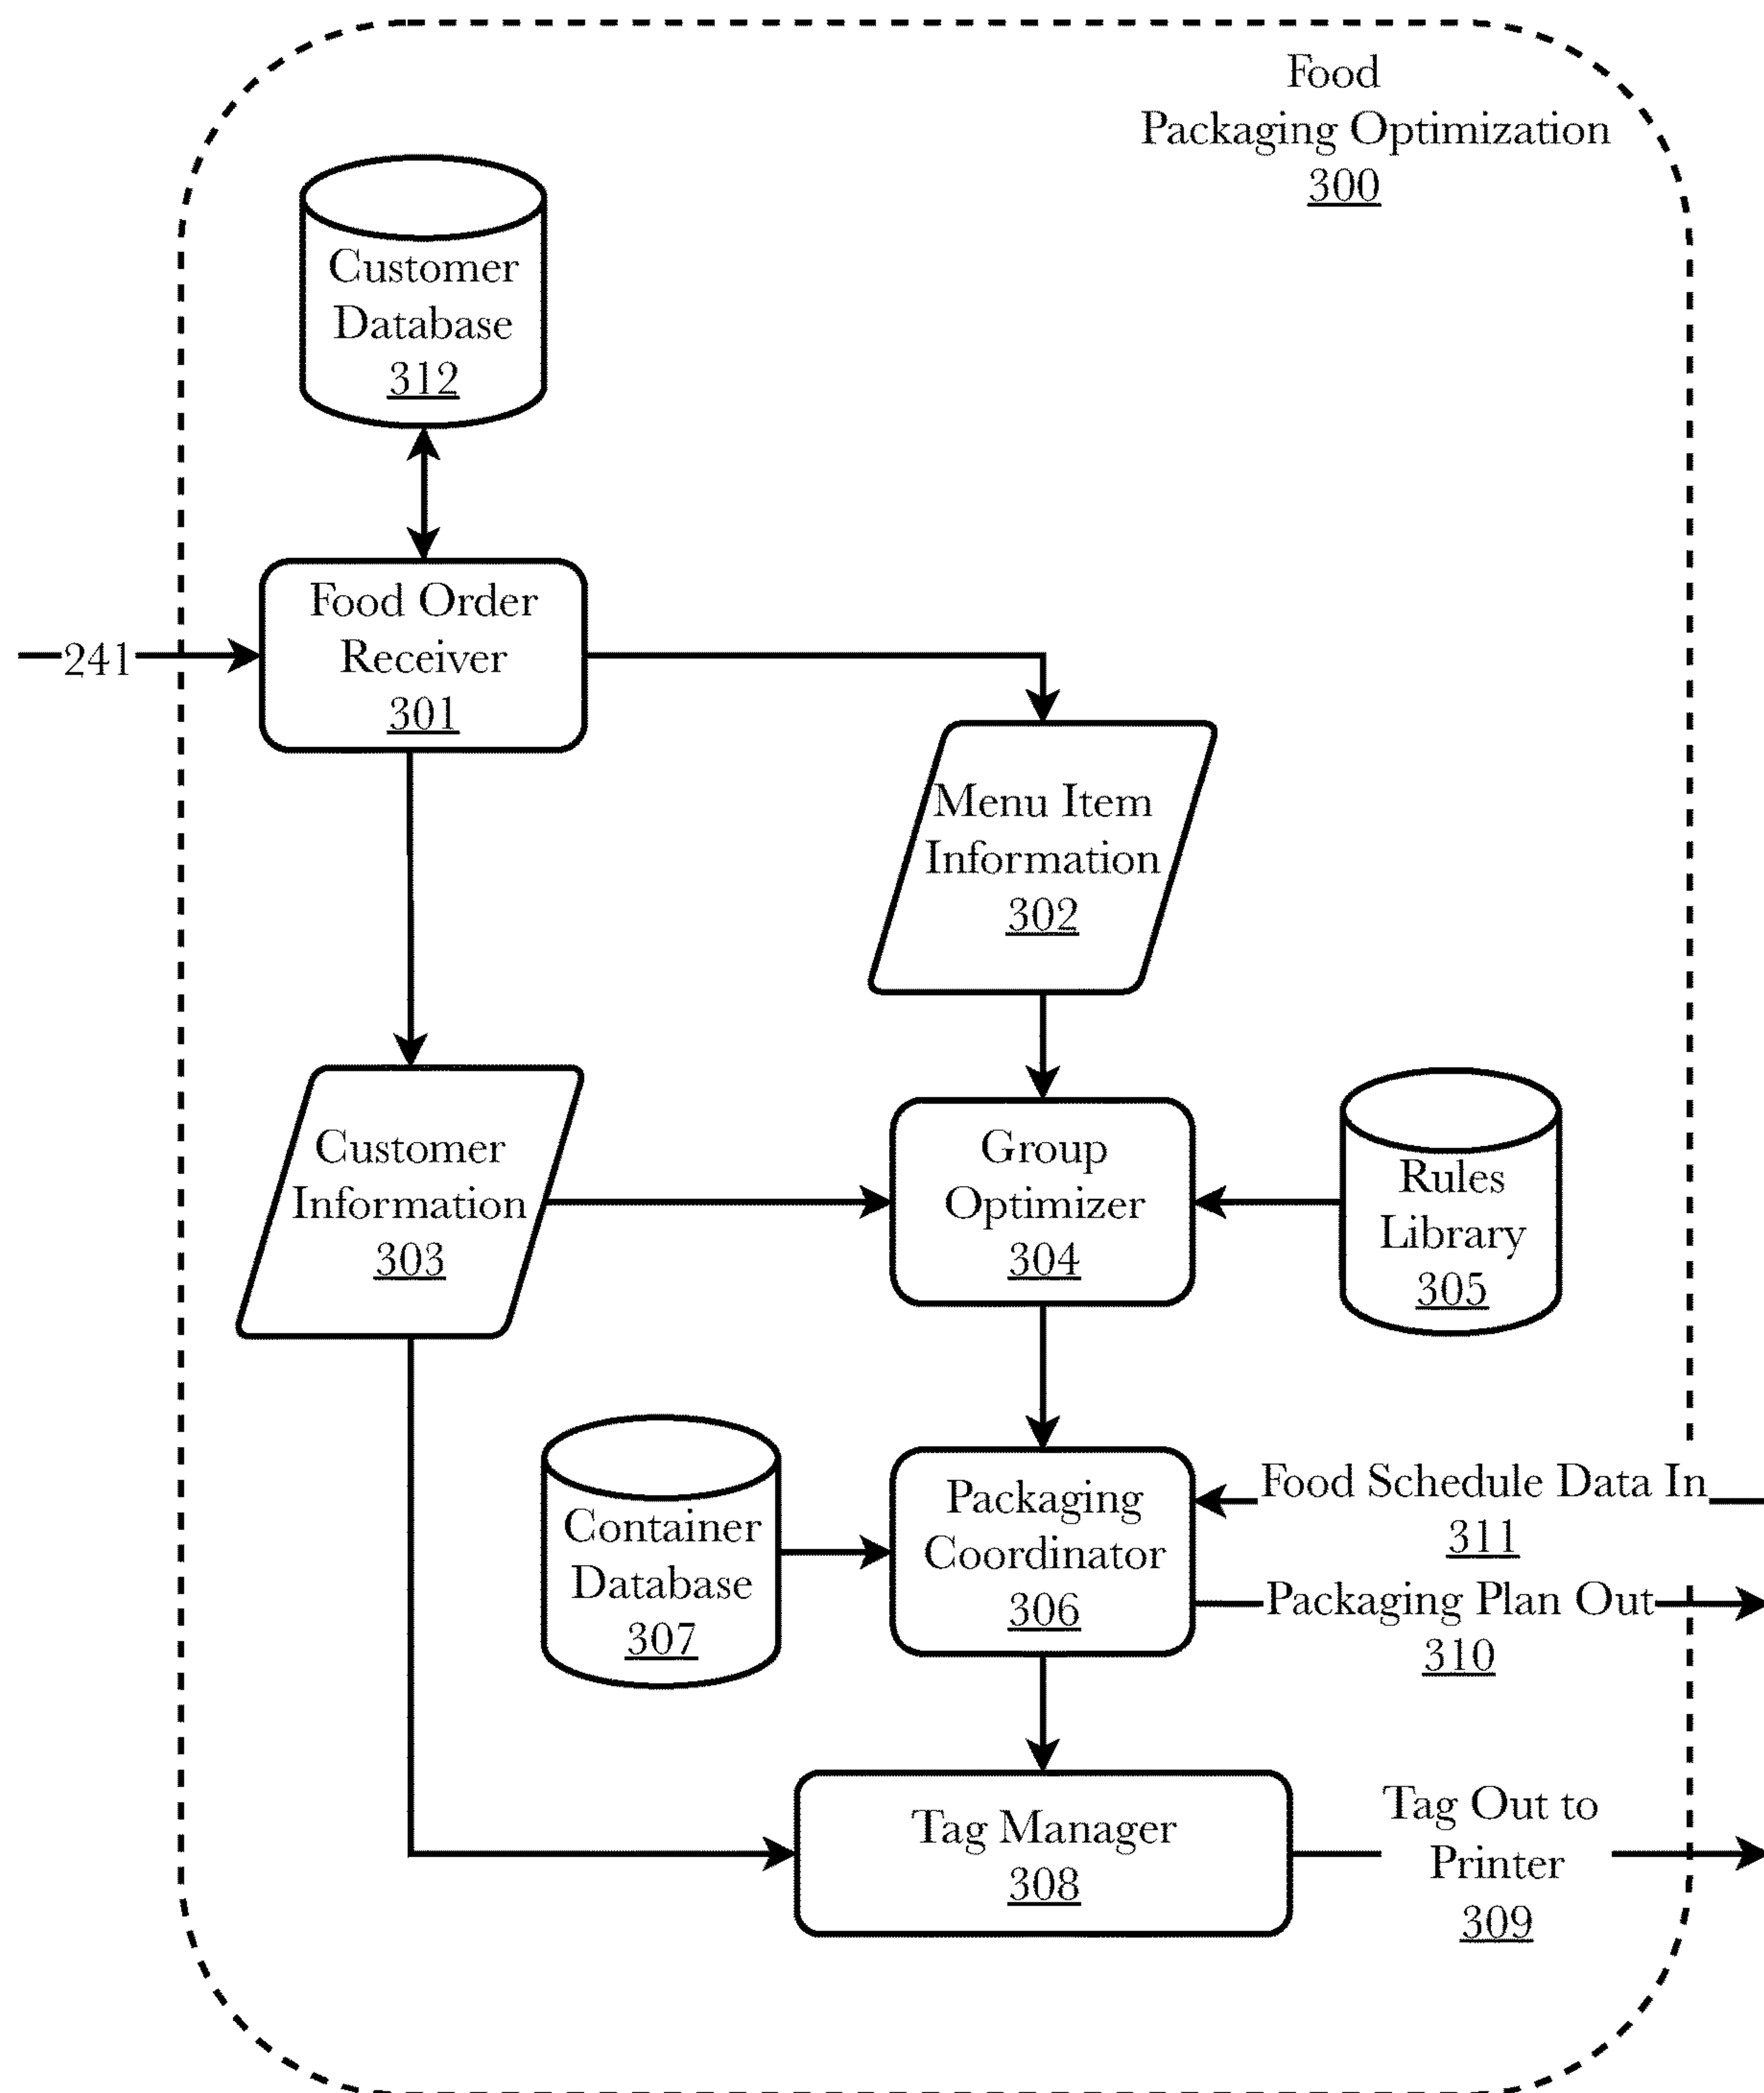 Food
Packaging Optimization
300
Customer
Database
312
Food Order
Receiver
301
241
Menu Item
Information
302
Customer
Information
303
Group
Optimizer
304
Rules
Library
305
Container
Database
307
Packaging
Coordinator
306
Food Schedule Data In
311
Packaging Plan Out
310
Tag Manager
308
Tag Out to
Printer
309